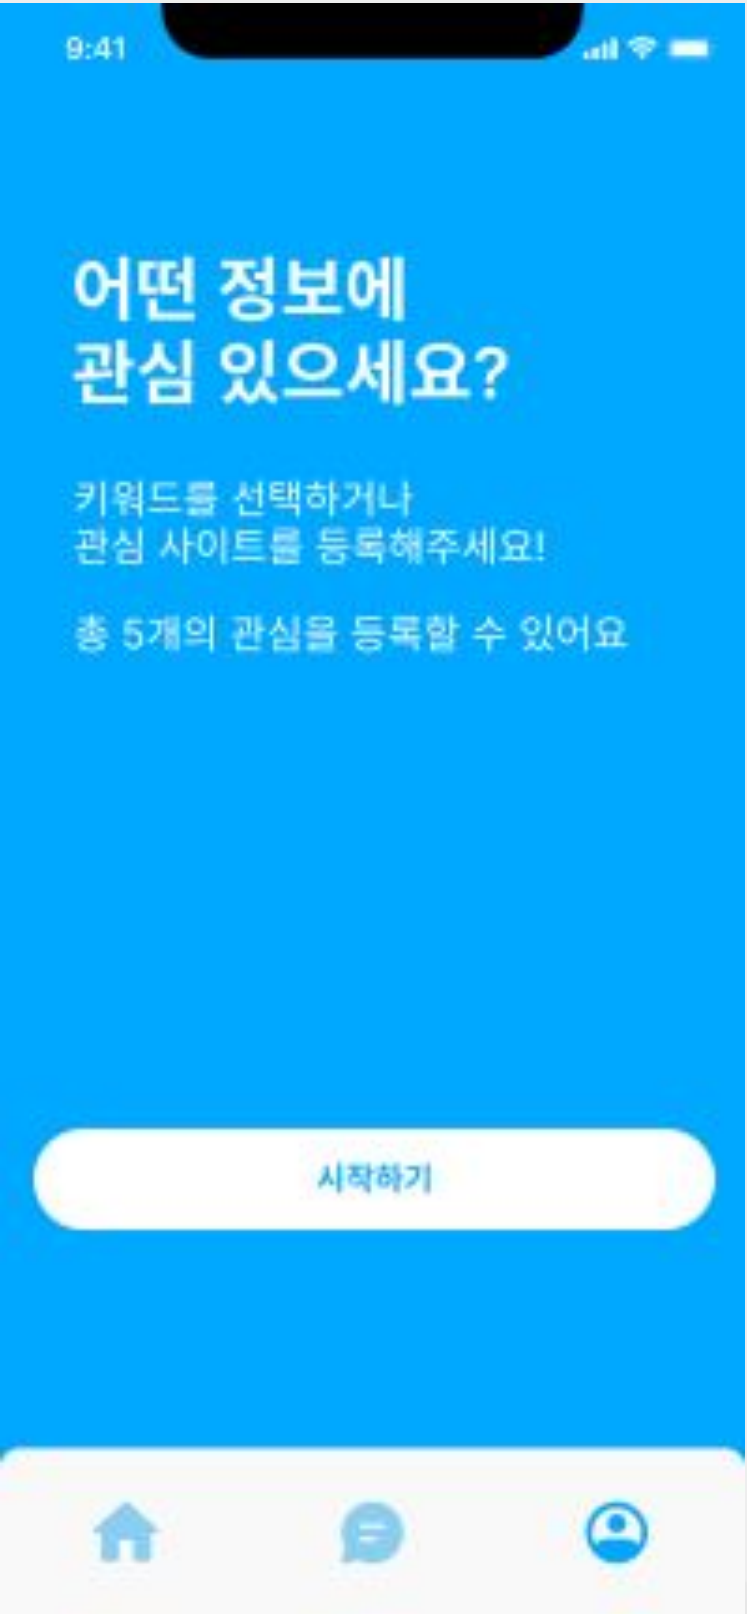 9:41
어떤 정보에
관심 있으세요?
키워드를 선택하거나
관심 사이트를 등록해주세요!
총 5개의 관심을 등록할 수 있어요
시작하기